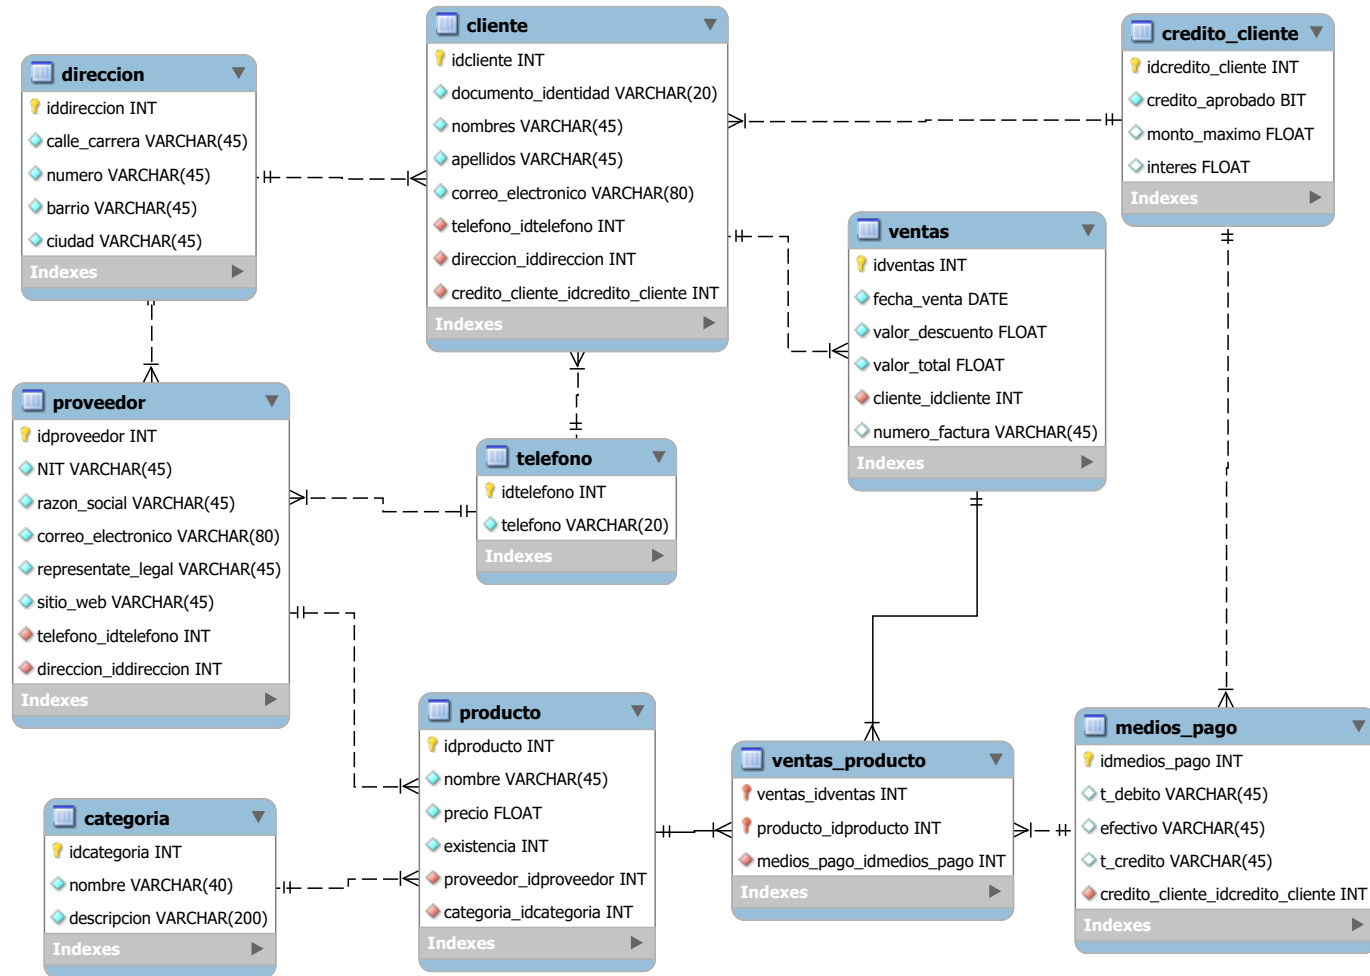 direccion
iddireccion INT
calle_carrera VARCHAR(45)
numero VARCHAR(45)
barrio VARCHAR(45)
ciudad VARCHAR(45)
Indexes
cliente
idcliente INT
documento_identidad VARCHAR(20)
nombres VARCHAR(45)
apellidos VARCHAR(45)
correo_electronico VARCHAR(80)
telefono_idtelefono INT
direccion_iddireccion INT
credito_cliente_idcredito_cliente INT
Indexes
credito_cliente
idcredito_cliente INT
credito_aprobado BIT
monto_maximo FLOAT
interes FLOAT
Indexes
ventas
idventas INT
fecha_venta DATE
valor_descuento FLOAT
valor_total FLOAT
cliente_idcliente INT
numero_factura VARCHAR(45)
Indexes
proveedor
idproveedor INT
NIT VARCHAR(45)
razon_social VARCHAR(45)
correo_electronico VARCHAR(80)
representate_legal VARCHAR(45)
sitio_web VARCHAR(45)
telefono_idtelefono INT
direccion_iddireccion INT
Indexes
telefono
idtelefono INT
telefono VARCHAR(20)
Indexes
categoria
idcategoria INT
nombre VARCHAR(40)
descripcion VARCHAR(200)
Indexes
producto
idproducto INT
nombre VARCHAR(45)
precio FLOAT
existencia INT
proveedor_idproveedor INT
categoria_idcategoria INT
Indexes
ventas_producto
ventas_idventas INT
producto_idproducto INT
medios_pago_idmedios_pago INT
Indexes
medios_pago
idmedios_pago INT
t_debito VARCHAR(45)
efectivo VARCHAR(45)
t_credito VARCHAR(45)
credito_cliente_idcredito_cliente INT
Indexes